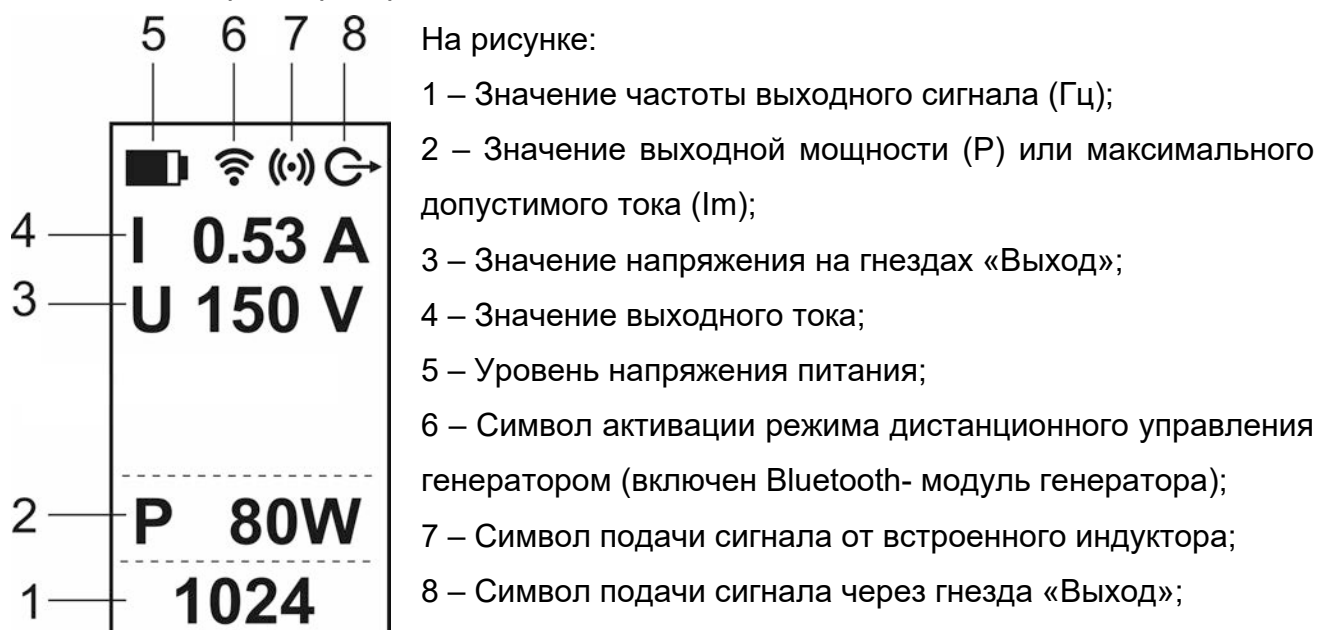 5 6 7 8
I 0.53 A
U 150 V
P 80W
1024
4
3
2
1
На рисунке:
1 – Значение частоты выходного сигнала (Гц);
2 – Значение выходной мощности (P) или максимального
допустимого тока (Im);
3 – Значение напряжения на гнездах «Выход»;
4 – Значение выходного тока;
5 – Уровень напряжения питания;
6 – Символ активации режима дистанционного управления
генератором (включен Bluetooth- модуль генератора);
7 – Символ подачи сигнала от встроенного индуктора;
8 – Символ подачи сигнала через гнезда «Выход»;